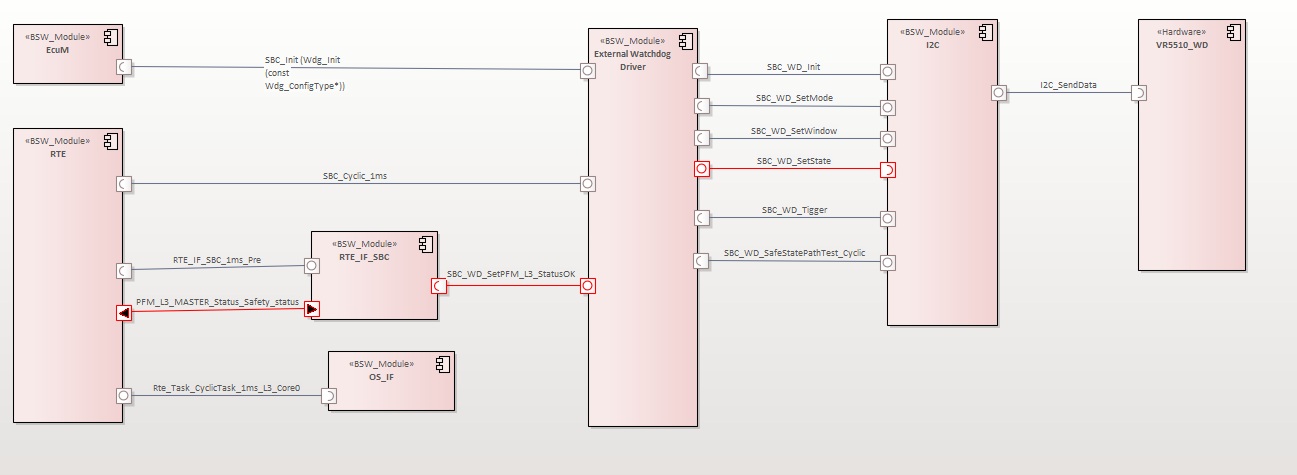 «BSW_Module»
EcuM
SBC_Init (Wdg_Init
(const
Wdg_ConfigType*))
«BSW_Module»
External Watchdog
Driver
«BSW_Module»
I2C
«Hardware»
VR5510_WD
SBC_WD_Init
I2C_SendData
SBC_WD_SetMode
«BSW_Module»
RTE
SBC_WD_SetWindow
SBC_WD_SetState
SBC_Cyclic_1ms
SBC_WD_Tigger
«BSW_Module»
RTE_IF_SBC
SBC_WD_SafeStatePathTest_Cyclic
RTE_IF_SBC_1ms_Pre
SBC_WD_SetPFM_L3_StatusOK
PFM_L3_MASTER_Status_Safety_status
«BSW_Module»
OS_IF
Rte_Task_CyclicTask_1ms_L3_Core0